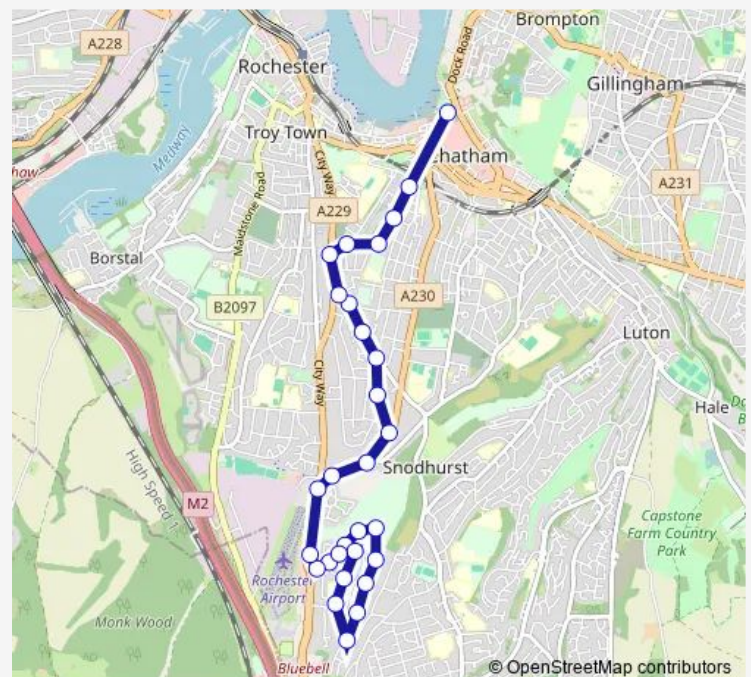 Brompton
A228
Dock Road
Rochester
Gillingham
Medway
Troy Town
City Way
hatham
haw
A231
A229
Maidstone Road
Borstal
A230
B2097
Luton
City Way
Hale
High Speed 1
Snodhurst
M2
Capstone
Farm Country
Park
Rochester
Airport
Monk Wood
Bluebell
© OpenStreetMap contributors